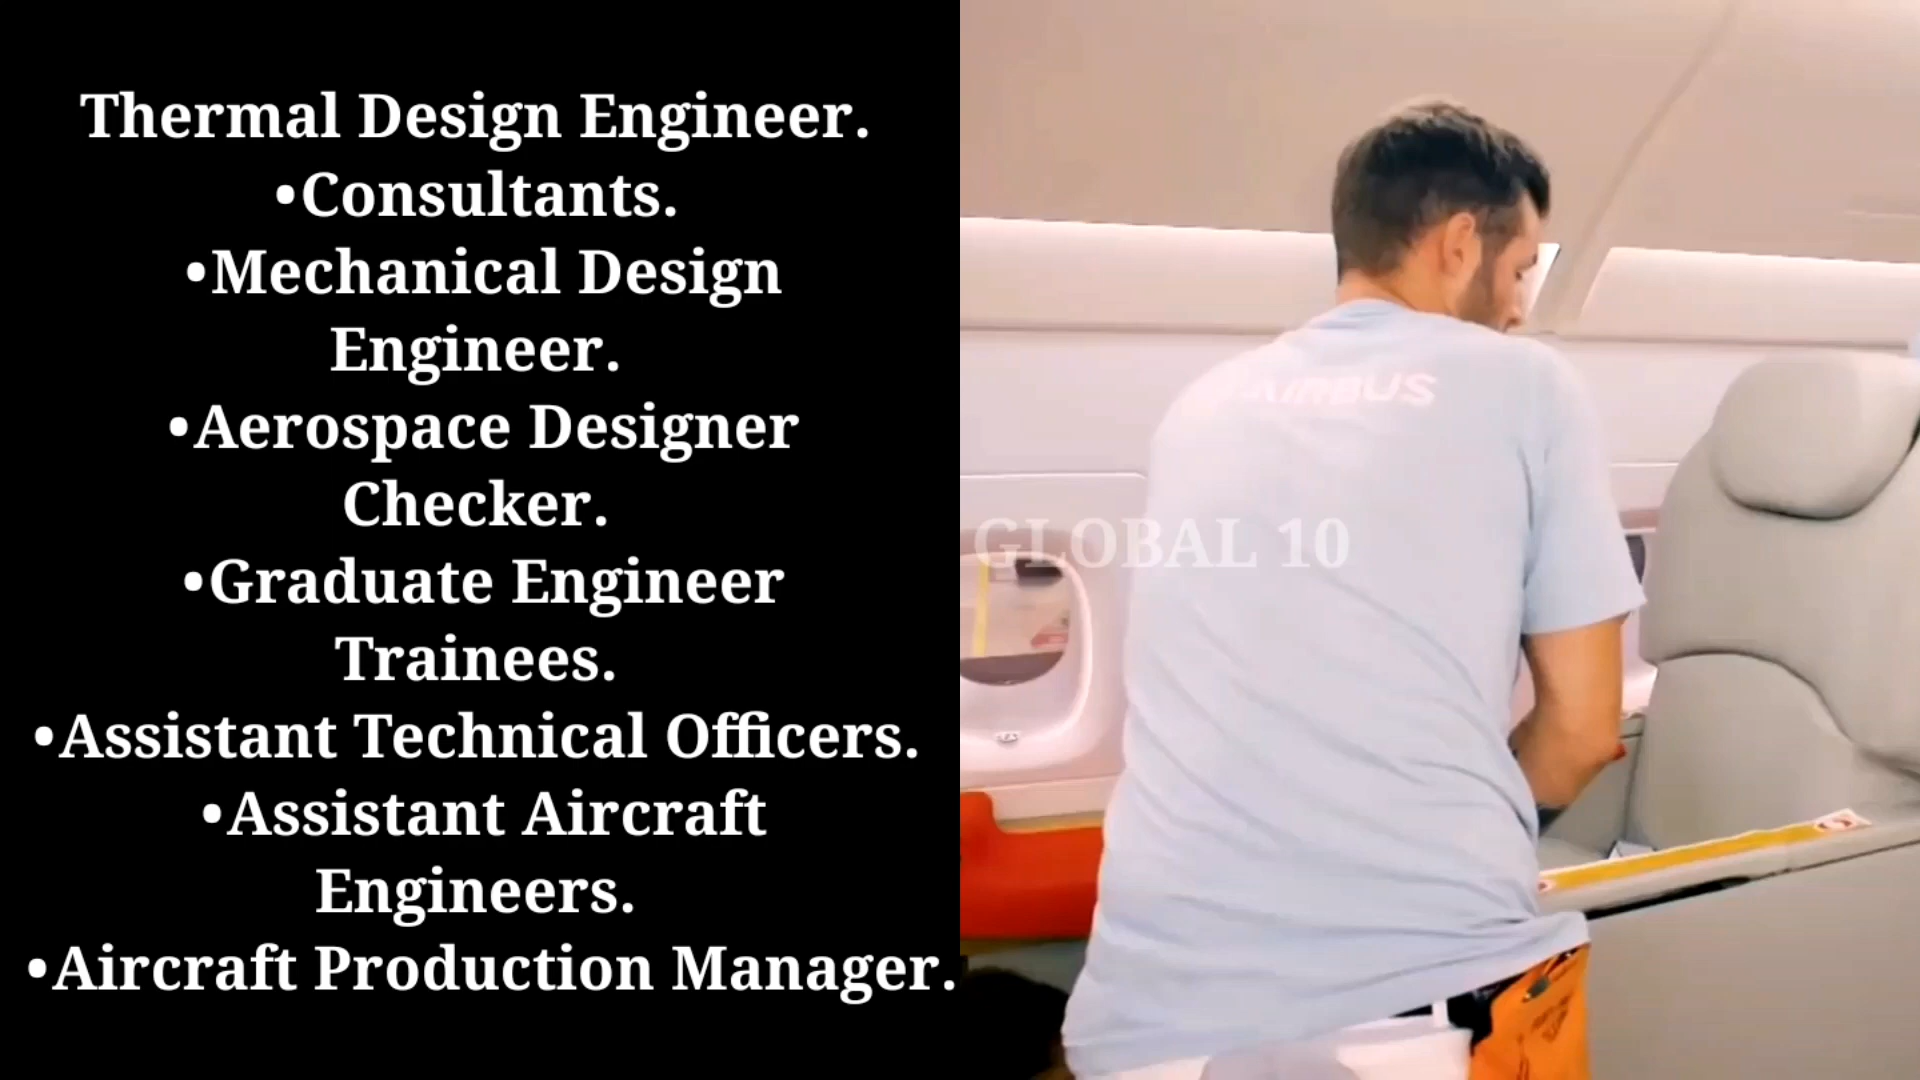 Thermal Design Engineer.
•Consultants.
•Mechanical Design
Engineer.
•Aerospace Designer
Checker.
•Graduate Engineer
Trainees.
•Assistant Technical Officers.
•Assistant Aircraft
Engineers.
•Aircraft Production Manager.
AIRBUS
GLOBAL 10